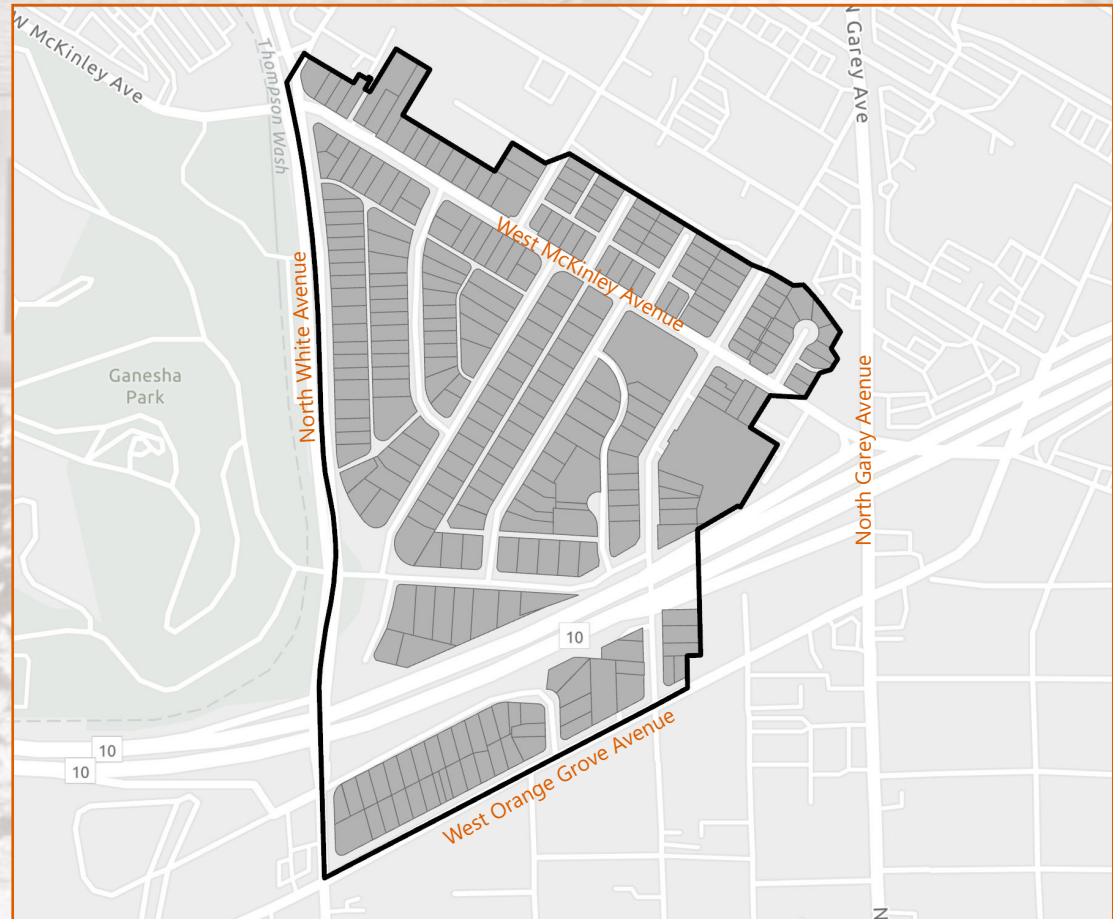 W McKinley Ave
Thompson Wash
N Garey Ave
West McKinley Avenue
North White Avenue
Ganesha
Park
North Garey Avenue
10
10
10
West Orange Grove Avenue
N